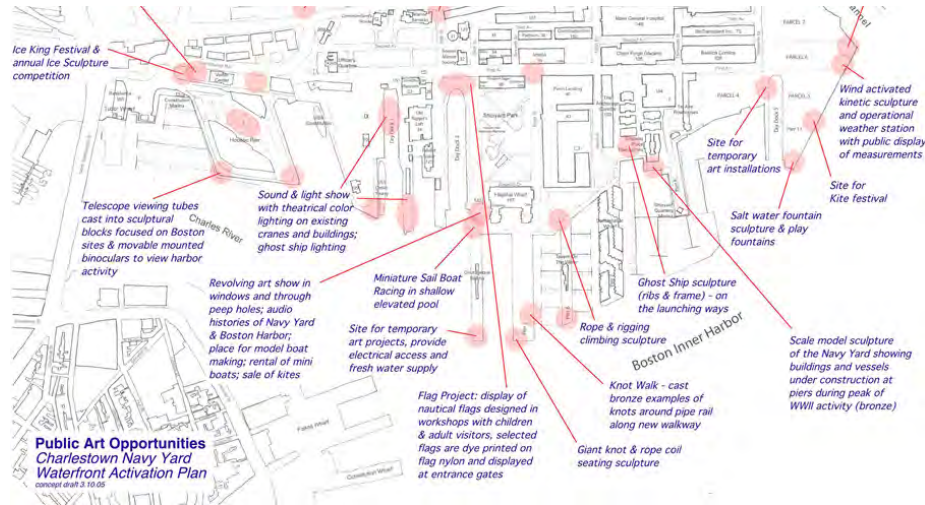 Ice King Festival &
annual Ice Sculpture
competition
Telescope viewing tubes
cast into sculptural
blocks focused on Boston
sites & movable mounted
binoculars to view harbor
activity
Charles River
Sound & light show
with theatrical color
lighting on existing
cranes and buildings;
ghost ship lighting
Revolving art show in
windows and through
peep holes; audio
histories of Navy Yard
& Boston Harbor;
place for model boat
making; rental of mini
boats; sale of kites
Miniature Sail Boat
Racing in shallow
elevated pool
Site for temporary
art projects, provide
electrical access and
fresh water supply
Flag Project: display of
nautical flags designed in
workshops with children
& adult visitors, selected
flags are dye printed on
flag nylon and displayed
at entrance gates
Rope & rigging
climbing sculpture
Knot Walk - cast
bronze examples of
knots around pipe rail
along new walkway
Giant knot & rope coil
seating sculpture
Ghost Ship sculpture
(ribs & frame) - on
the launching ways
Boston Inner Harbor
Site for
temporary
art installations
Salt water fountain
sculpture & play
fountains
Wind activated
kinetic sculpture
and operational
weather station
with public display
of measurements
Site for
Kite festival
Scale model sculpture
of the Navy Yard showing
buildings and vessels
under construction at
piers during peak of
WWII activity (bronze)
Shipyard Park
Dry Dock 2
PARCEL 4
PARCEL 5
Public Art Opportunities
Charlestown Navy Yard
Waterfront Activation Plan
concept draft 3.10.05